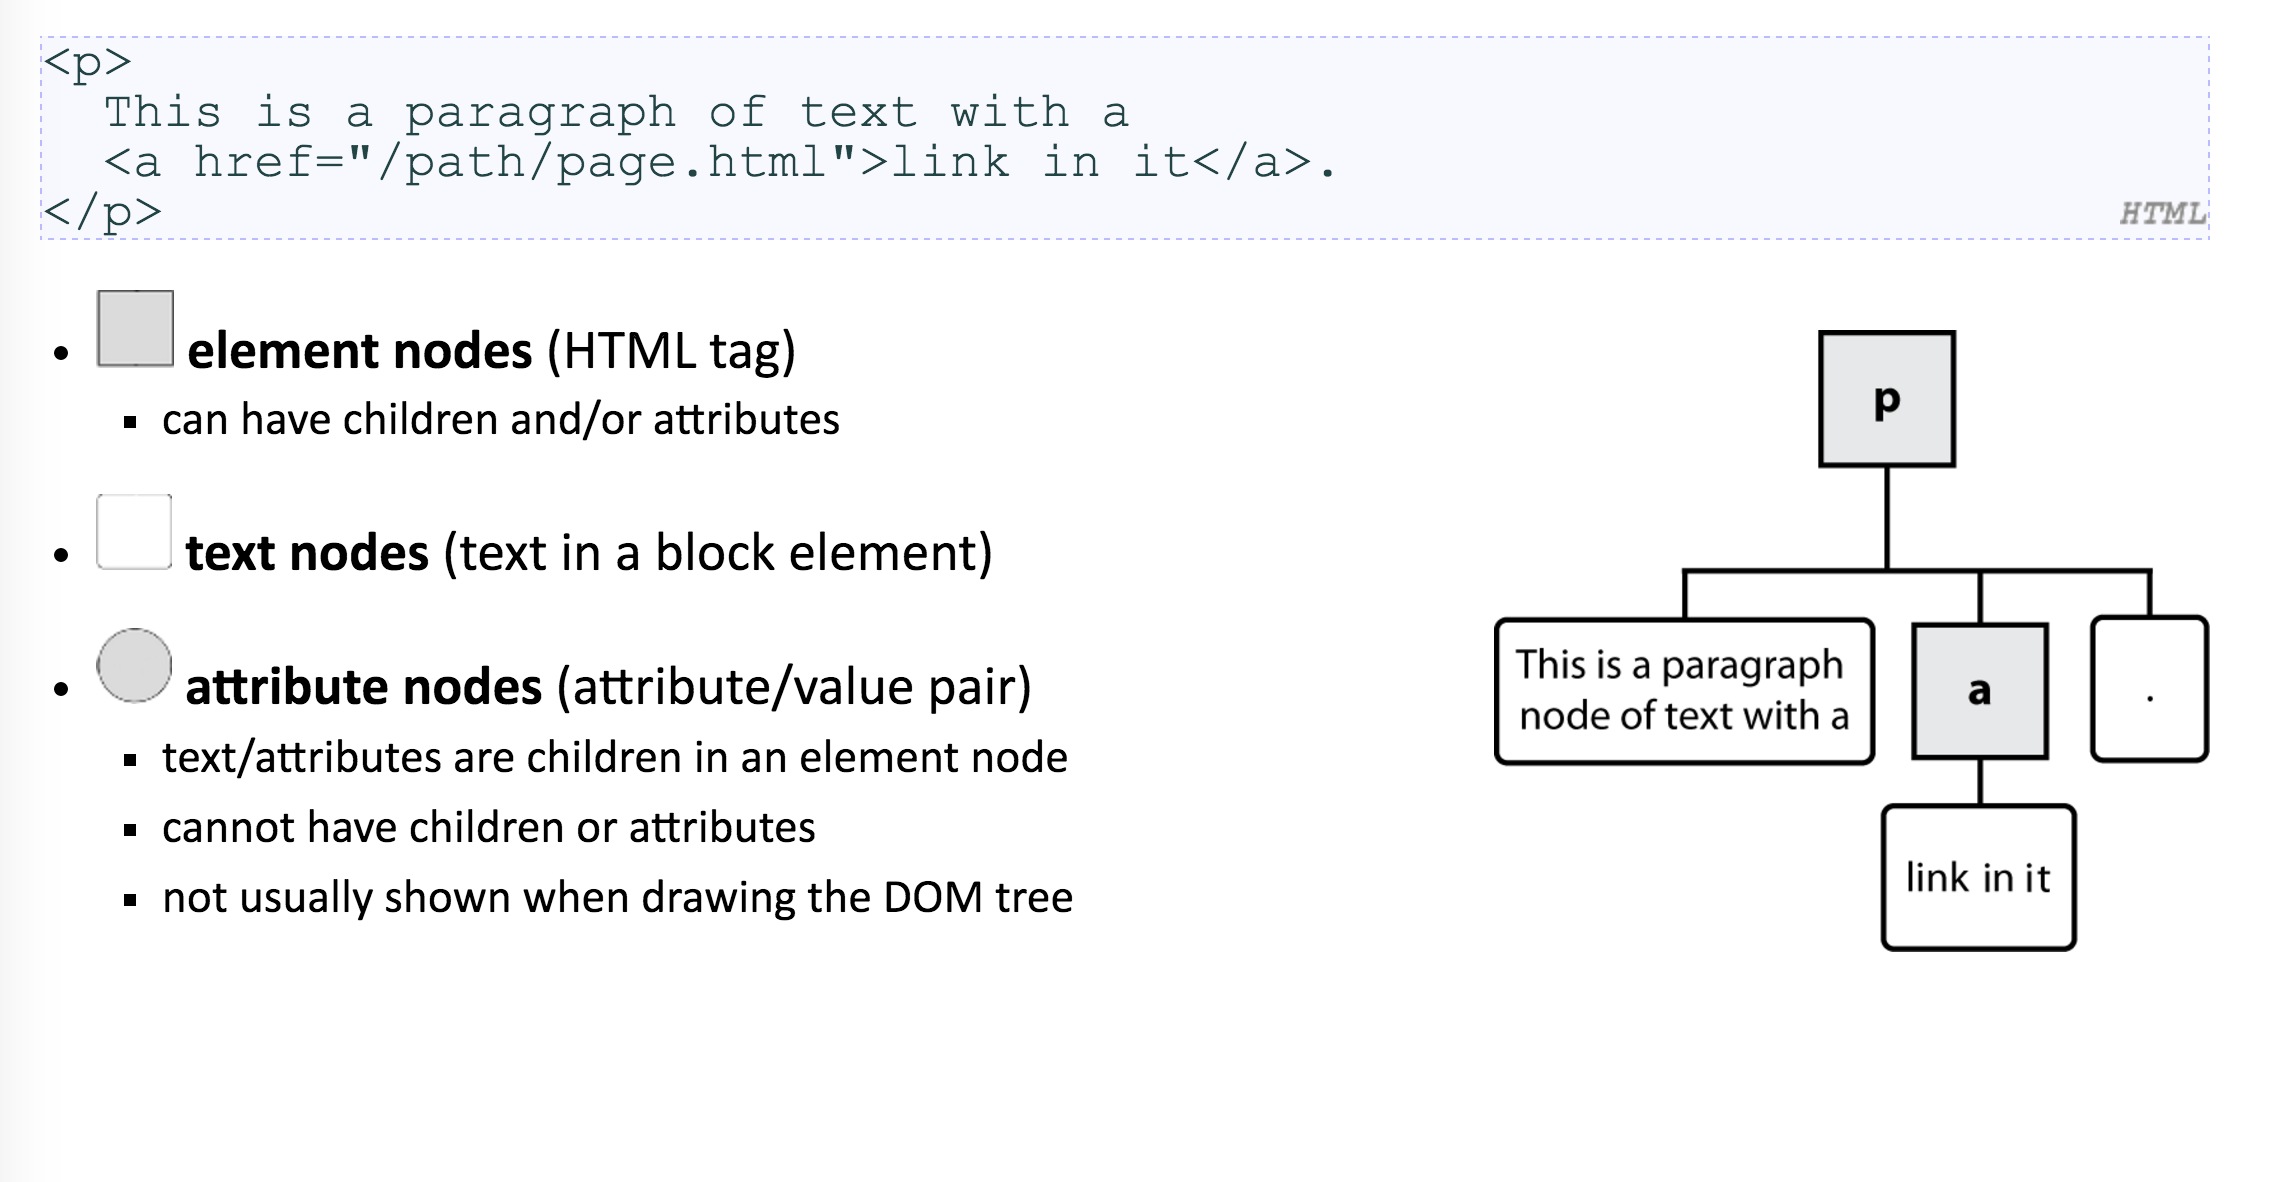 <p>
  This is a paragraph of text with a
  <a href="/path/page.html">link in it</a>.
</p>
HTML
• element nodes (HTML tag)
▪ can have children and/or attributes
• text nodes (text in a block element)
• attribute nodes (attribute/value pair)
▪ text/attributes are children in an element node
▪ cannot have children or attributes
▪ not usually shown when drawing the DOM tree
p
This is a paragraph
node of text with a
a
.
link in it